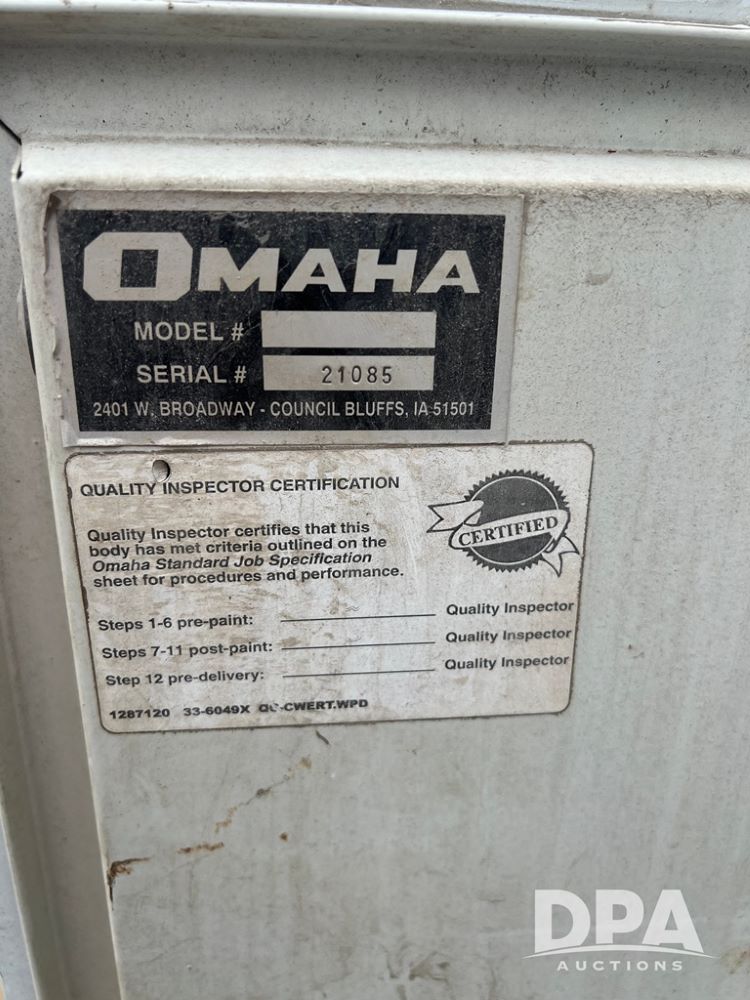 OMAHA
MODEL #
SERIAL # 21085
2401 W. BROADWAY - COUNCIL BLUFFS, IA 51501
QUALITY INSPECTOR CERTIFICATION
Quality Inspector certifies that this
body has met criteria outlined on the
Omaha Standard Job Specification
sheet for procedures and performance.
CERTIFIED
Steps 1-6 pre-paint: Quality Inspector
Steps 7-11 post-paint: Quality Inspector
Step 12 pre-delivery: Quality Inspector
1287120 33-6049X
DPA
AUCTIONS